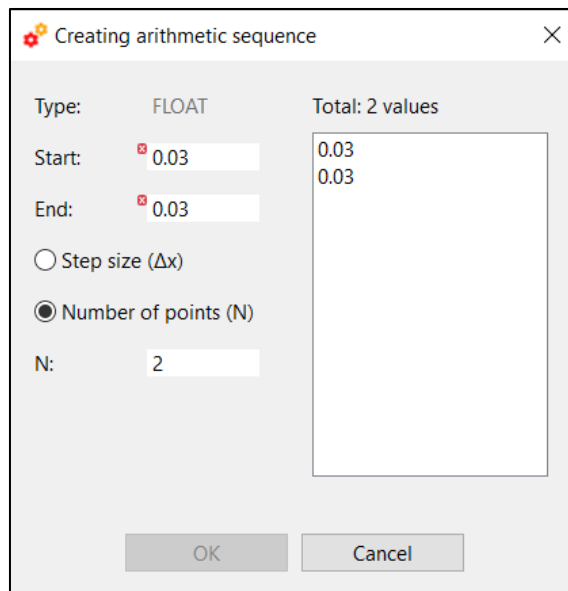 Creating arithmetic sequence
Type: FLOAT
Start: 0.03
End: 0.03
Step size (Δx)
Number of points (N)
N: 2
Total: 2 values
0.03
0.03
OK Cancel